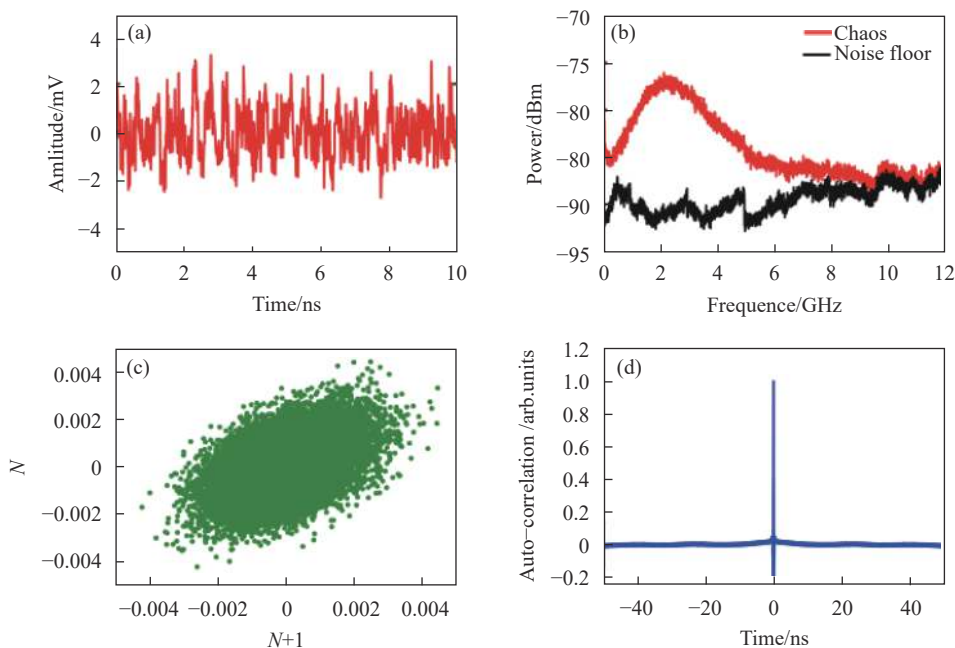 (a)
4
2
0
−2
−4
Amlitude/mV
0 2 4 6 8 10
Time/ns
(b)
Chaos
Noise floor
−70
−75
−80
−80
−90
−95
Power/dBm
0 2 4 6 8 10 12
Frequence/GHz
(c)
0.004
0.002
0
−0.002
−0.004
N
−0.004 −0.002 0 0.002 0.004
N+1
(d)
1.2
1.0
0.8
0.6
0.4
0.2
0
−0.2
Auto−correlation /arb.units
−40 −20 0 20 40
Time/ns